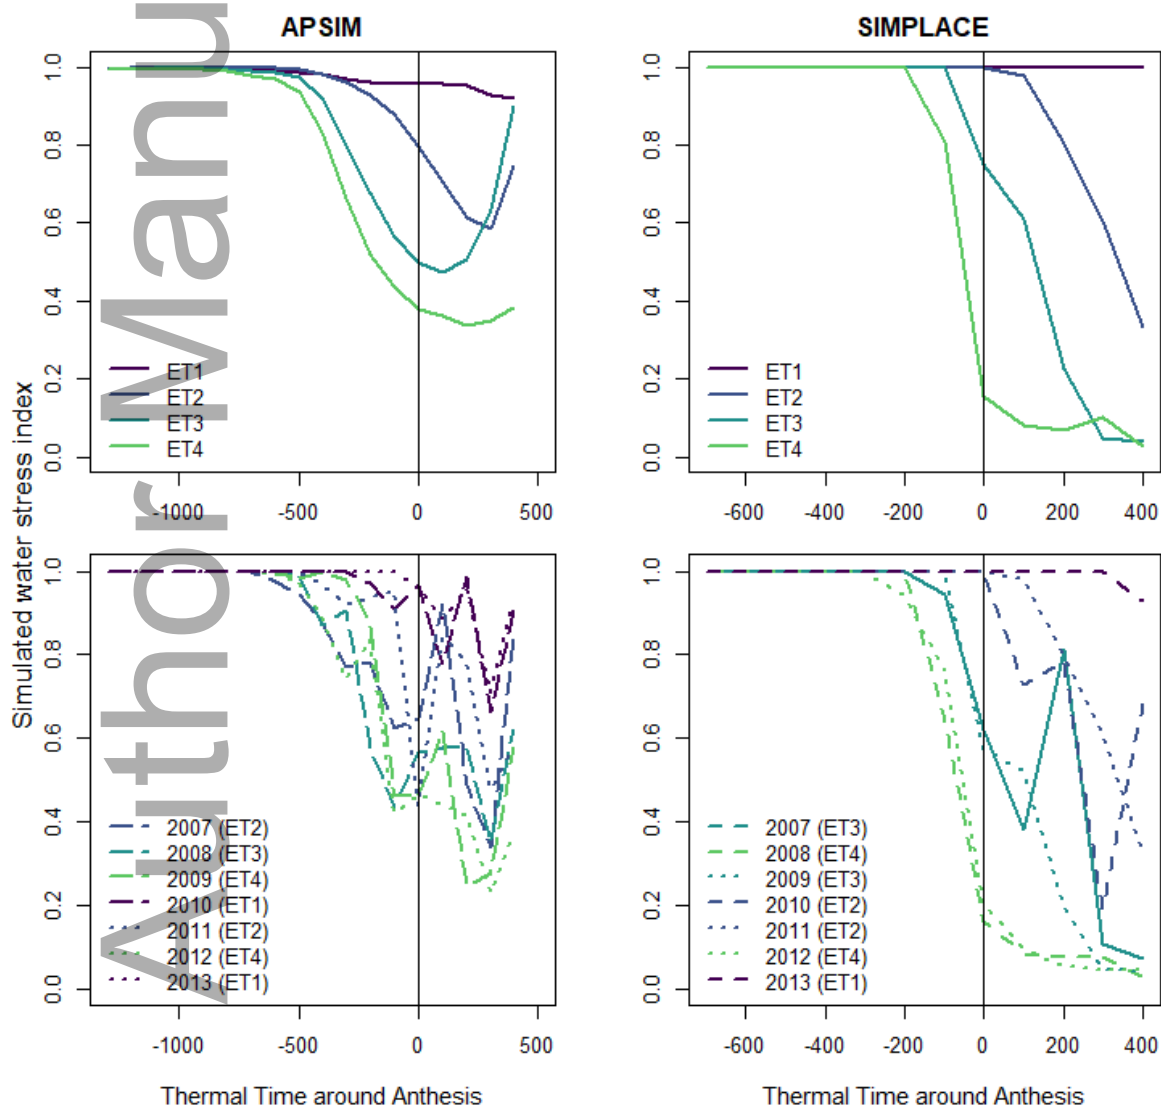 APSIM
SIMPLACE
Simulated water stress index
1.0
0.8
0.6
0.4
0.2
0.0
ET1
ET2
ET3
ET4
-1000
-500
0
500
1.0
0.8
0.6
0.4
0.2
0.0
ET1
ET2
ET3
ET4
-600
-400
-200
0
200
400
1.0
0.8
0.6
0.4
0.2
0.0
2007 (ET2)
2008 (ET3)
2009 (ET4)
2010 (ET1)
2011 (ET2)
2012 (ET4)
2013 (ET1)
-1000
-500
0
500
Thermal Time around Anthesis
1.0
0.8
0.6
0.4
0.2
0.0
2007 (ET3)
2008 (ET4)
2009 (ET3)
2010 (ET2)
2011 (ET2)
2012 (ET4)
2013 (ET1)
-600
-400
-200
0
200
400
Thermal Time around Anthesis
Author Manu